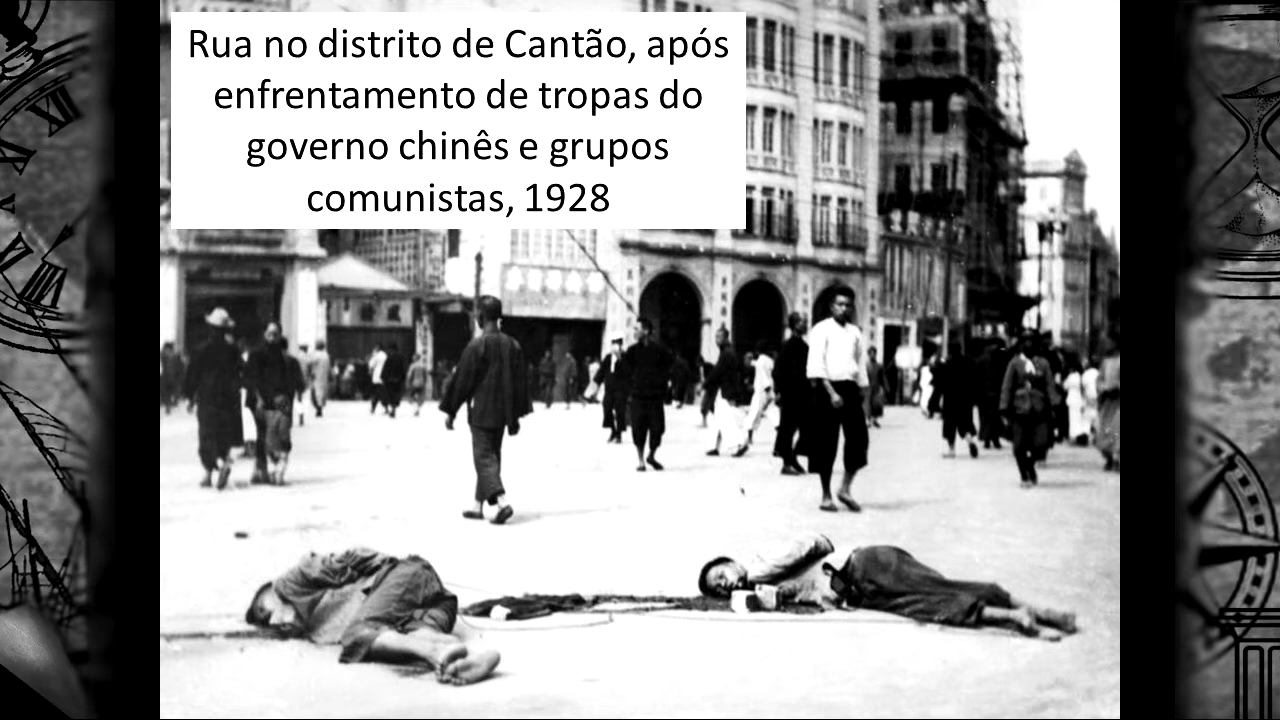 Rua no distrito de Cantão, após
enfrentamento de tropas do
governo chinês e grupos
comunistas, 1928